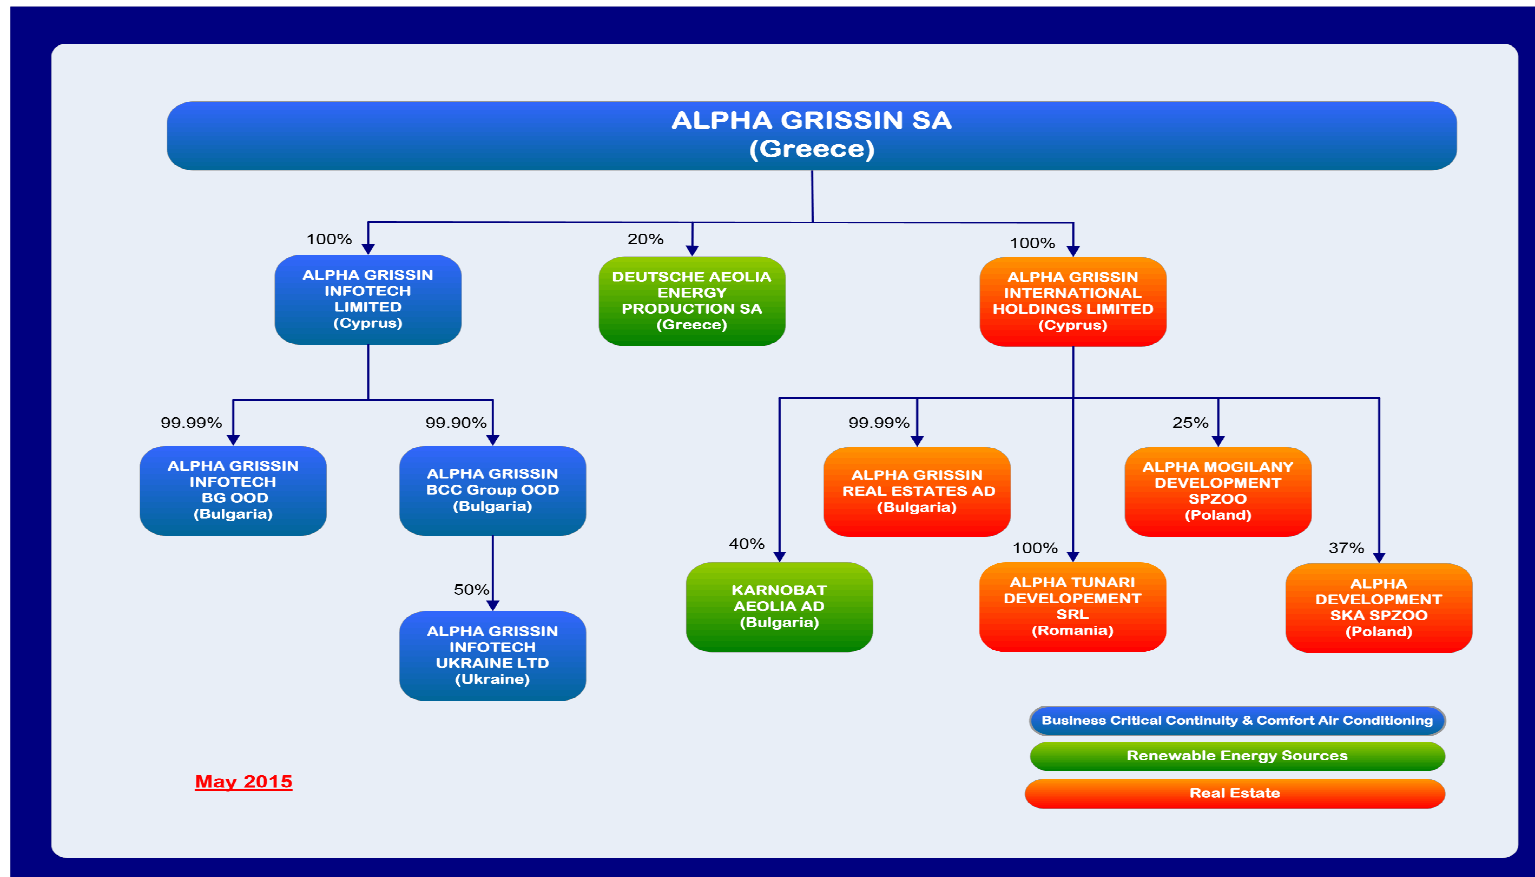 ALPHA GRISSIN SA
(Greece)
100%
ALPHA GRISSIN
INFOTECH
LIMITED
(Cyprus)
20%
DEUTSCHE AEOLIA
ENERGY
PRODUCTION SA
(Greece)
100%
ALPHA GRISSIN
INTERNATIONAL
HOLDINGS LIMITED
(Cyprus)
99.99%
ALPHA GRISSIN
INFOTECH
BG OOD
(Bulgaria)
99.90%
ALPHA GRISSIN
BCC Group OOD
(Bulgaria)
99.99%
ALPHA GRISSIN
REAL ESTATES AD
(Bulgaria)
25%
ALPHA MOGILANY
DEVELOPMENT
SPZOO
(Poland)
50%
ALPHA GRISSIN
INFOTECH
UKRAINE LTD
(Ukraine)
40%
KARNOBAT
AEOLIA AD
(Bulgaria)
100%
ALPHA TUNARI
DEVELOPEMENT
SRL
(Romania)
37%
ALPHA
DEVELOPMENT
SKA SPZOO
(Poland)
Business Critical Continuity & Comfort Air Conditioning
Renewable Energy Sources
Real Estate
May 2015